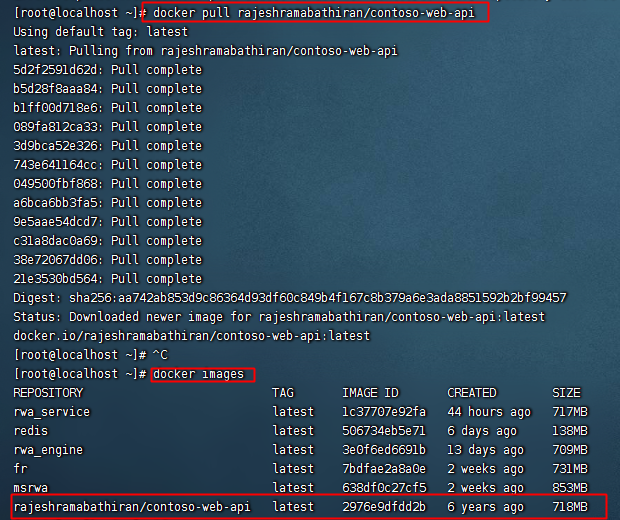 [root@localhost ~]# docker pull rajeshramabathiran/contoso-web-api
Using default tag: latest
latest: Pulling from rajeshramabathiran/contoso-web-api
5d2f2591d62d: Pull complete
b5d28f8aaa84: Pull complete
b1ff00d718e6: Pull complete
089fa812ca33: Pull complete
3d9bca52e326: Pull complete
743e641164cc: Pull complete
049500fbf868: Pull complete
a6bca6bb3fa5: Pull complete
9e5aae54dcd7: Pull complete
c31a8dac0a69: Pull complete
38e72067dd06: Pull complete
21e3530bd564: Pull complete
Digest: sha256:aa742ab853d9c86364d93df60c849b4f167c8b379a6e3ada8851592b2bf99457
Status: Downloaded newer image for rajeshramabathiran/contoso-web-api:latest
docker.io/rajeshramabathiran/contoso-web-api:latest
[root@localhost ~]# ^C
[root@localhost ~]# docker images
REPOSITORY TAG IMAGE ID CREATED SIZE
rwa_service latest 1c37707e92fa 44 hours ago 717MB
redis latest 506734eb5e71 6 days ago 138MB
rwa_engine latest 3e0f6ed6691b 13 days ago 709MB
fr latest 7bdfae2a8a0e 2 weeks ago 731MB
msrwa latest 638df0c27cf5 2 weeks ago 853MB
rajeshramabathiran/contoso-web-api latest 2976e9dfdd2b 6 years ago 718MB